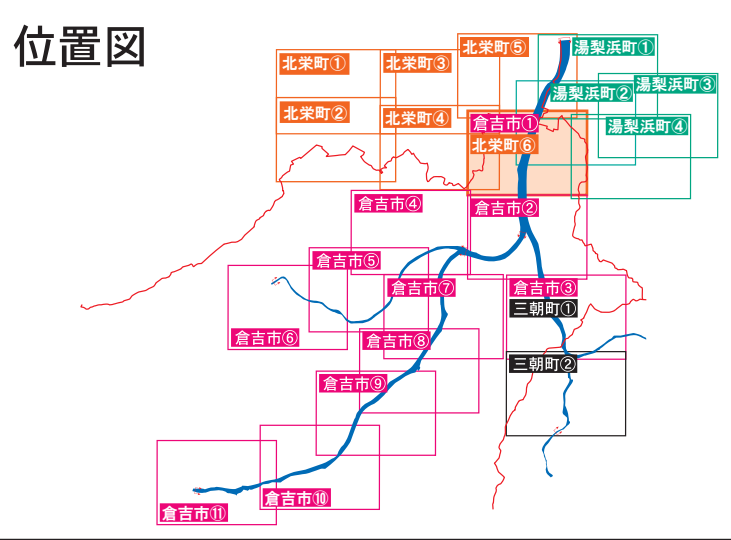 位置図
北栄町⑤
湯梨浜町①
北栄町①
北栄町③
湯梨浜町③
湯梨浜町②
北栄町②
北栄町④
倉吉市①
湯梨浜町④
北栄町⑥
倉吉市④
倉吉市②
倉吉市⑤
倉吉市⑦
倉吉市③
三朝町①
倉吉市⑥
倉吉市⑧
三朝町②
倉吉市⑨
倉吉市⑩
倉吉市⑪